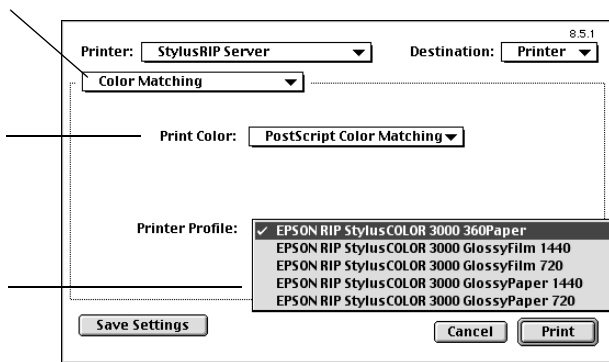 8.5.1
Printer: StylusRIP Server Destination: Printer
Color Matching
Print Color: PostScript Color Matching
Printer Profile: ✓ EPSON RIP StylusCOLOR 3000 360Paper
EPSON RIP StylusCOLOR 3000 GlossyFilm 1440
EPSON RIP StylusCOLOR 3000 GlossyFilm 720
EPSON RIP StylusCOLOR 3000 GlossyPaper 1440
EPSON RIP StylusCOLOR 3000 GlossyPaper 720
Save Settings Cancel Print